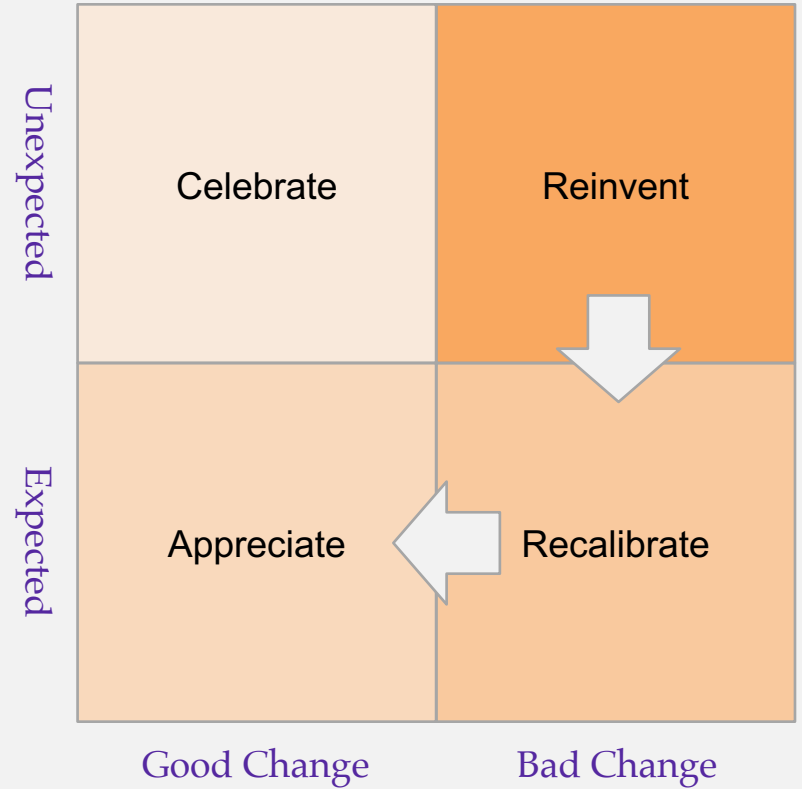 Unexpected
Celebrate
Reinvent
Expected
Appreciate
Recalibrate
Good Change
Bad Change